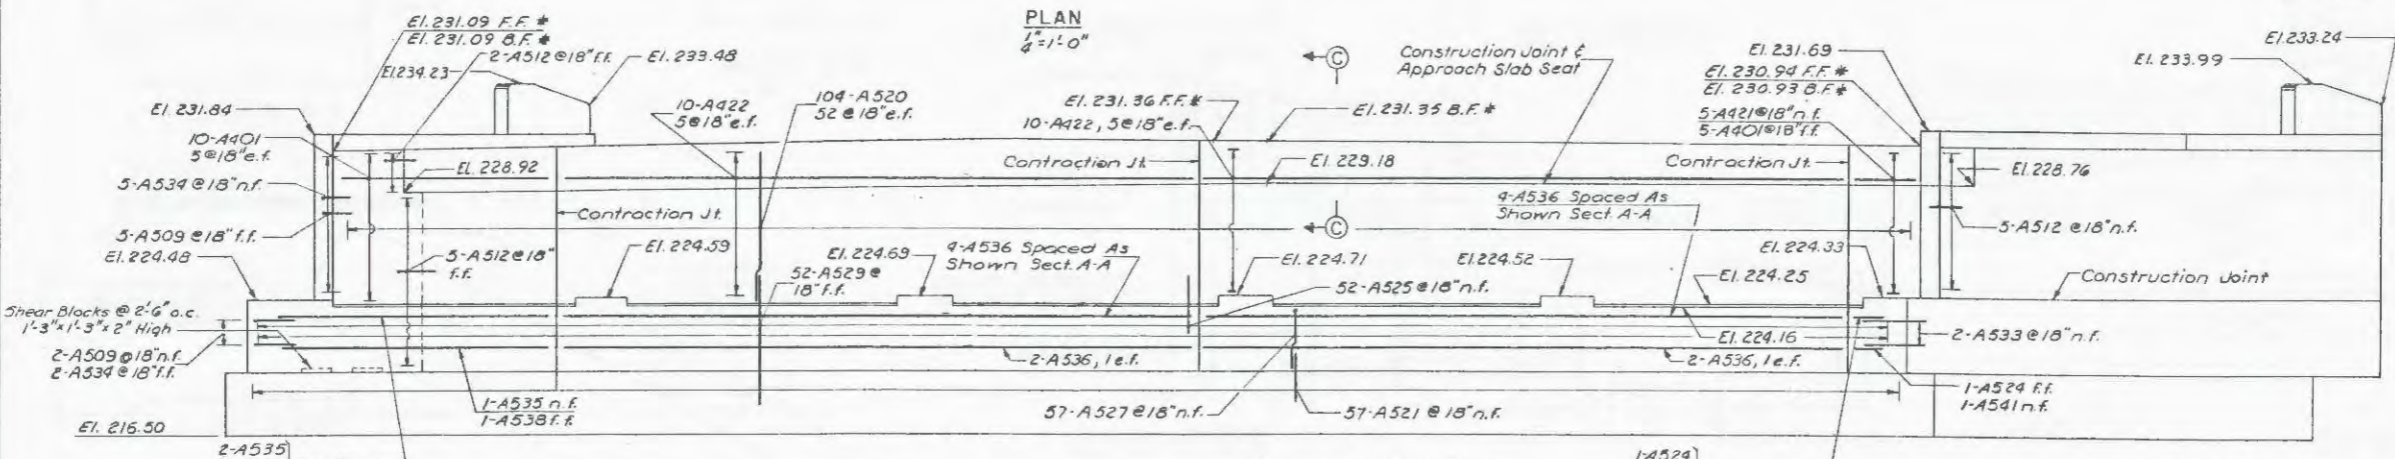 PLAN
1/4"=1'-0"
El. 231.09 F.F. *
El. 231.09 B.F. *
2-A512@18"f.f.
El. 233.48
El. 234.23
El. 231.84
10-A401
5@18"e.f.
5-A534@18"n.f.
5-A509@18"f.f.
El. 224.48
El. 228.92
Contraction Jt.
5-A512@18"
f.f.
10-A422
5@18"e.f.
104-A520
52@18"e.f.
El. 224.59
El. 224.69
4-A536 Spaced As
Shown Sect. A-A
52-A529@
18"f.f.
C
Construction Joint &
Approach Slab Seat
El. 231.36 F.F.*
10-A422, 5@18"e.f.
El. 231.35 B.F.*
Contraction Jt.
El. 229.18
C
El. 224.71
52-A525@18"n.f.
El. 224.52
4-A536 Spaced As
Shown Sect. A-A
El. 231.69
El. 230.94 F.F.*
El. 230.93 B.F.*
5-A421@18"n.f.
5-A401@18"f.f.
Contraction Jt.
El. 233.24
El. 233.99
El. 228.76
5-A512@18"n.f.
El. 224.33
El. 224.25
Construction Joint
El. 224.16
2-A533@18"n.f.
Shear Blocks @ 2'-6" o.c.
1'-3"x1'-3"x2" High
2-A509@18"n.f.
2-A534@18"f.f.
2-A536, 1e.f.
2-A536, 1e.f.
1-A535 n.f.
1-A538 f.f.
57-A527@18"n.f.
57-A521@18"n.f.
1-A524 f.f.
1-A541 n.f.
El. 216.50
2-A535
1-A524